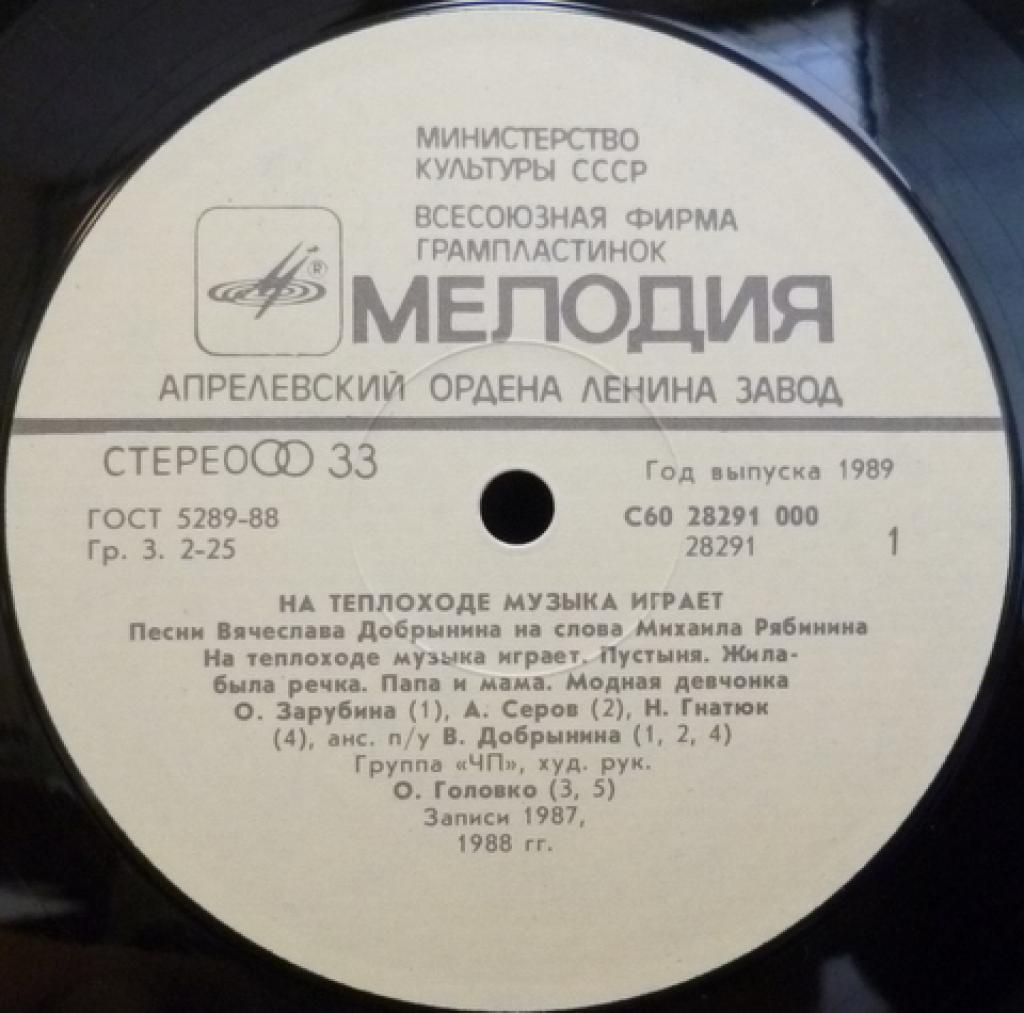 МИНИСТЕРСТВО
КУЛЬТУРЫ СССР
ВСЕСОЮЗНАЯ ФИРМА
ГРАМПЛАСТИНОК
®
МЕЛОДИЯ
АПРЕЛЕВСКИЙ ОРДЕНА ЛЕНИНА ЗАВОД
СТЕРЕО 33
Год выпуска 1989
ГОСТ 5289-88
С60 28291 000
Гр. 3. 2-25
28291
1
НА ТЕПЛОХОДЕ МУЗЫКА ИГРАЕТ
Песни Вячеслава Добрынина на слова Михаила Рябинина
На теплоходе музыка играет. Пустыня. Жила-
была речка. Папа и мама. Модная девчонка
О. Зарубина (1), А. Серов (2), Н. Гнатюк
(4), анс. п/у В. Добрынина (1, 2, 4)
Группа «ЧП», худ. рук.
О. Головко (3, 5)
Записи 1987,
1988 гг.